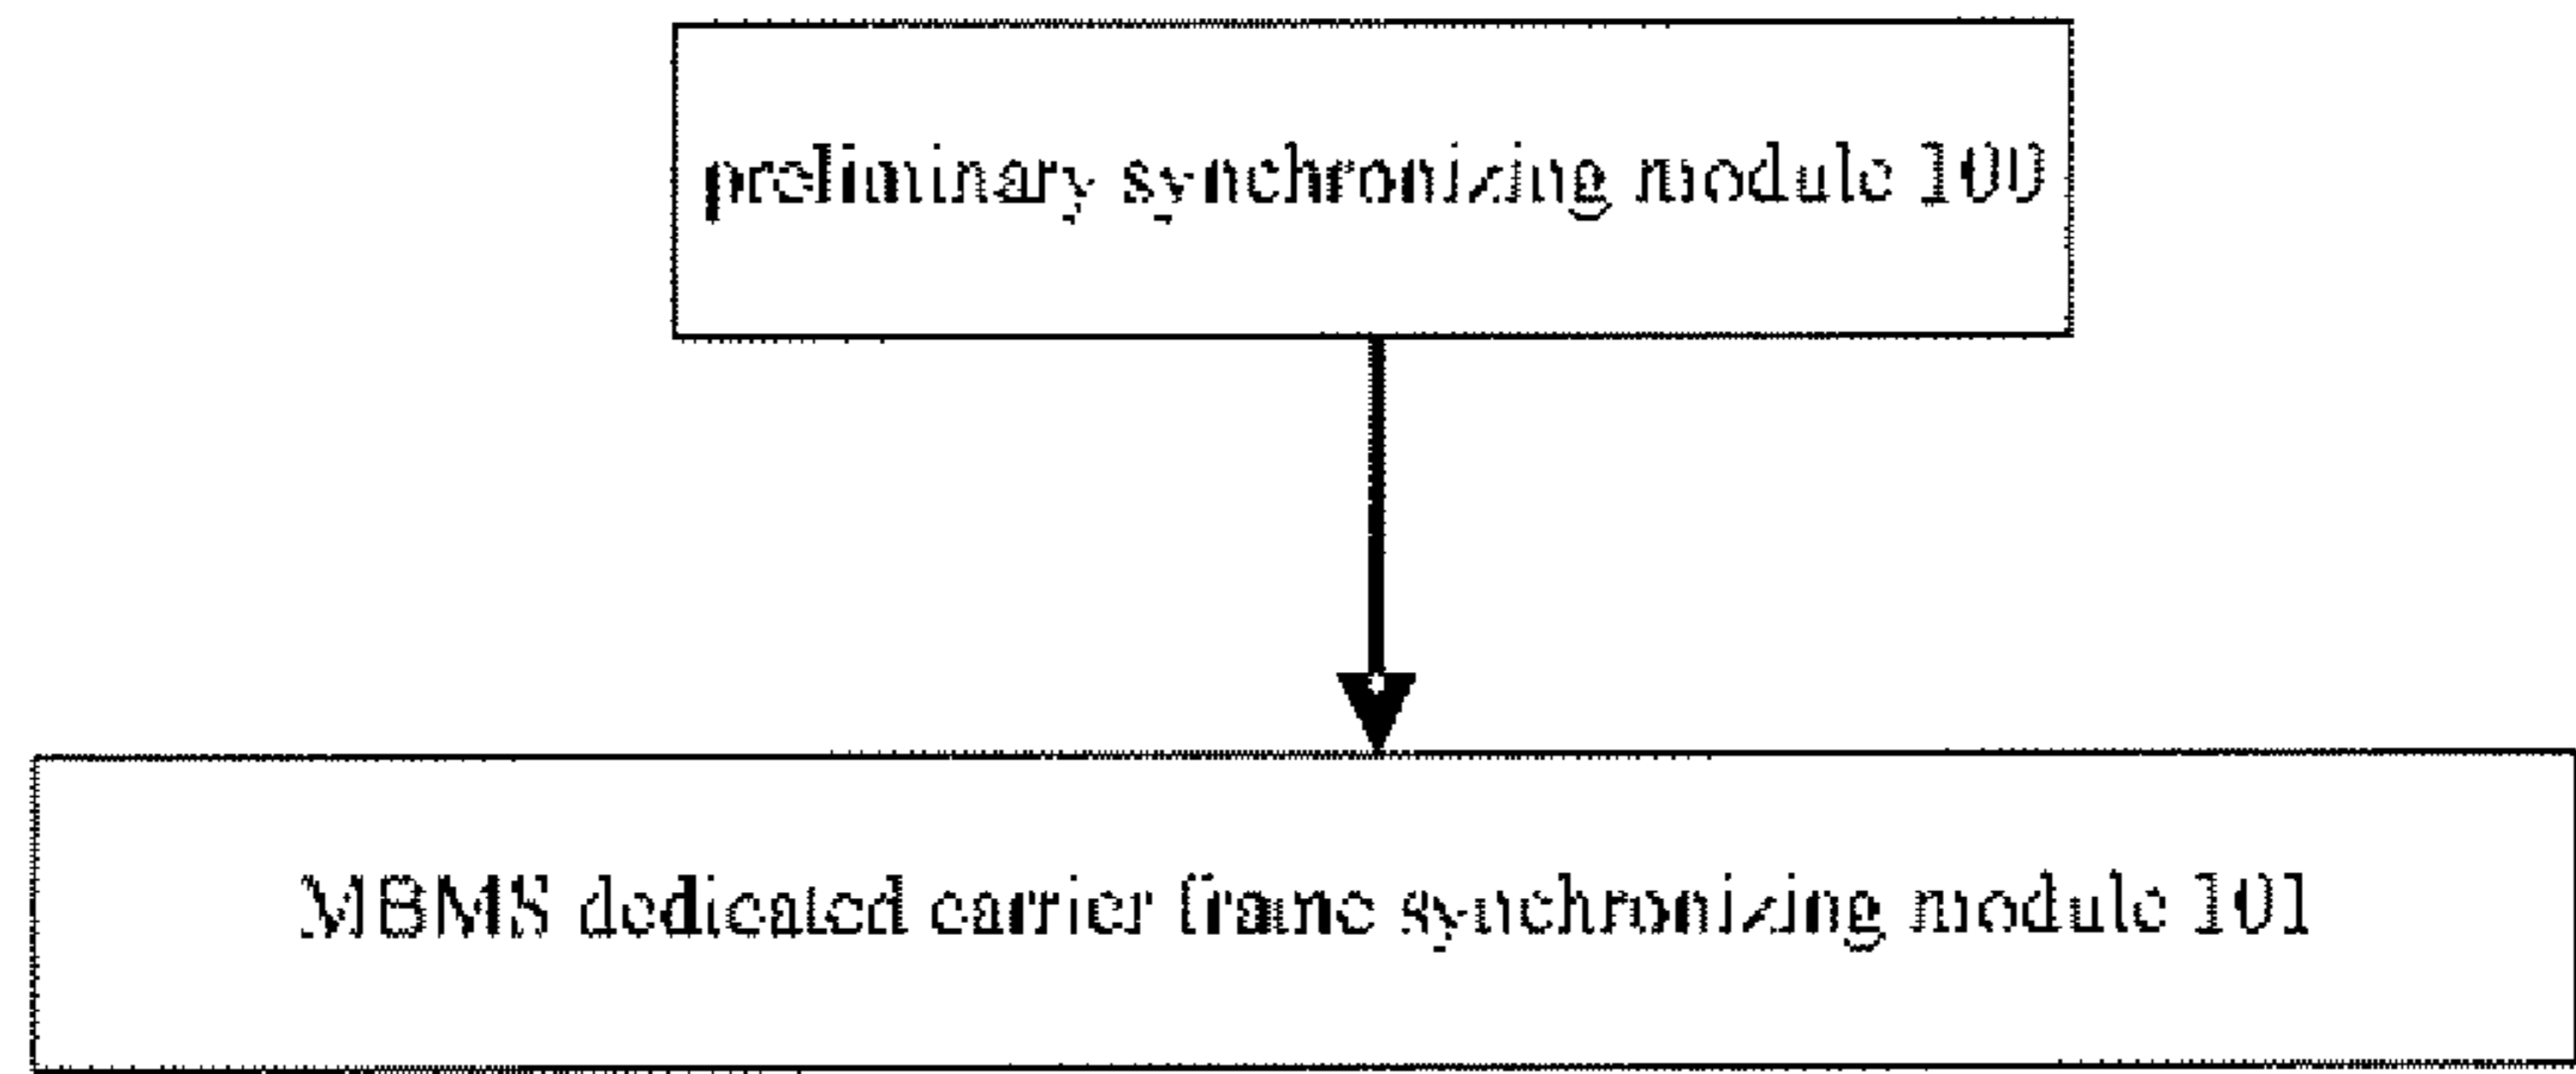 preliminary synchronizing module 100
MBMS dedicated carrier frame synchronizing module 101